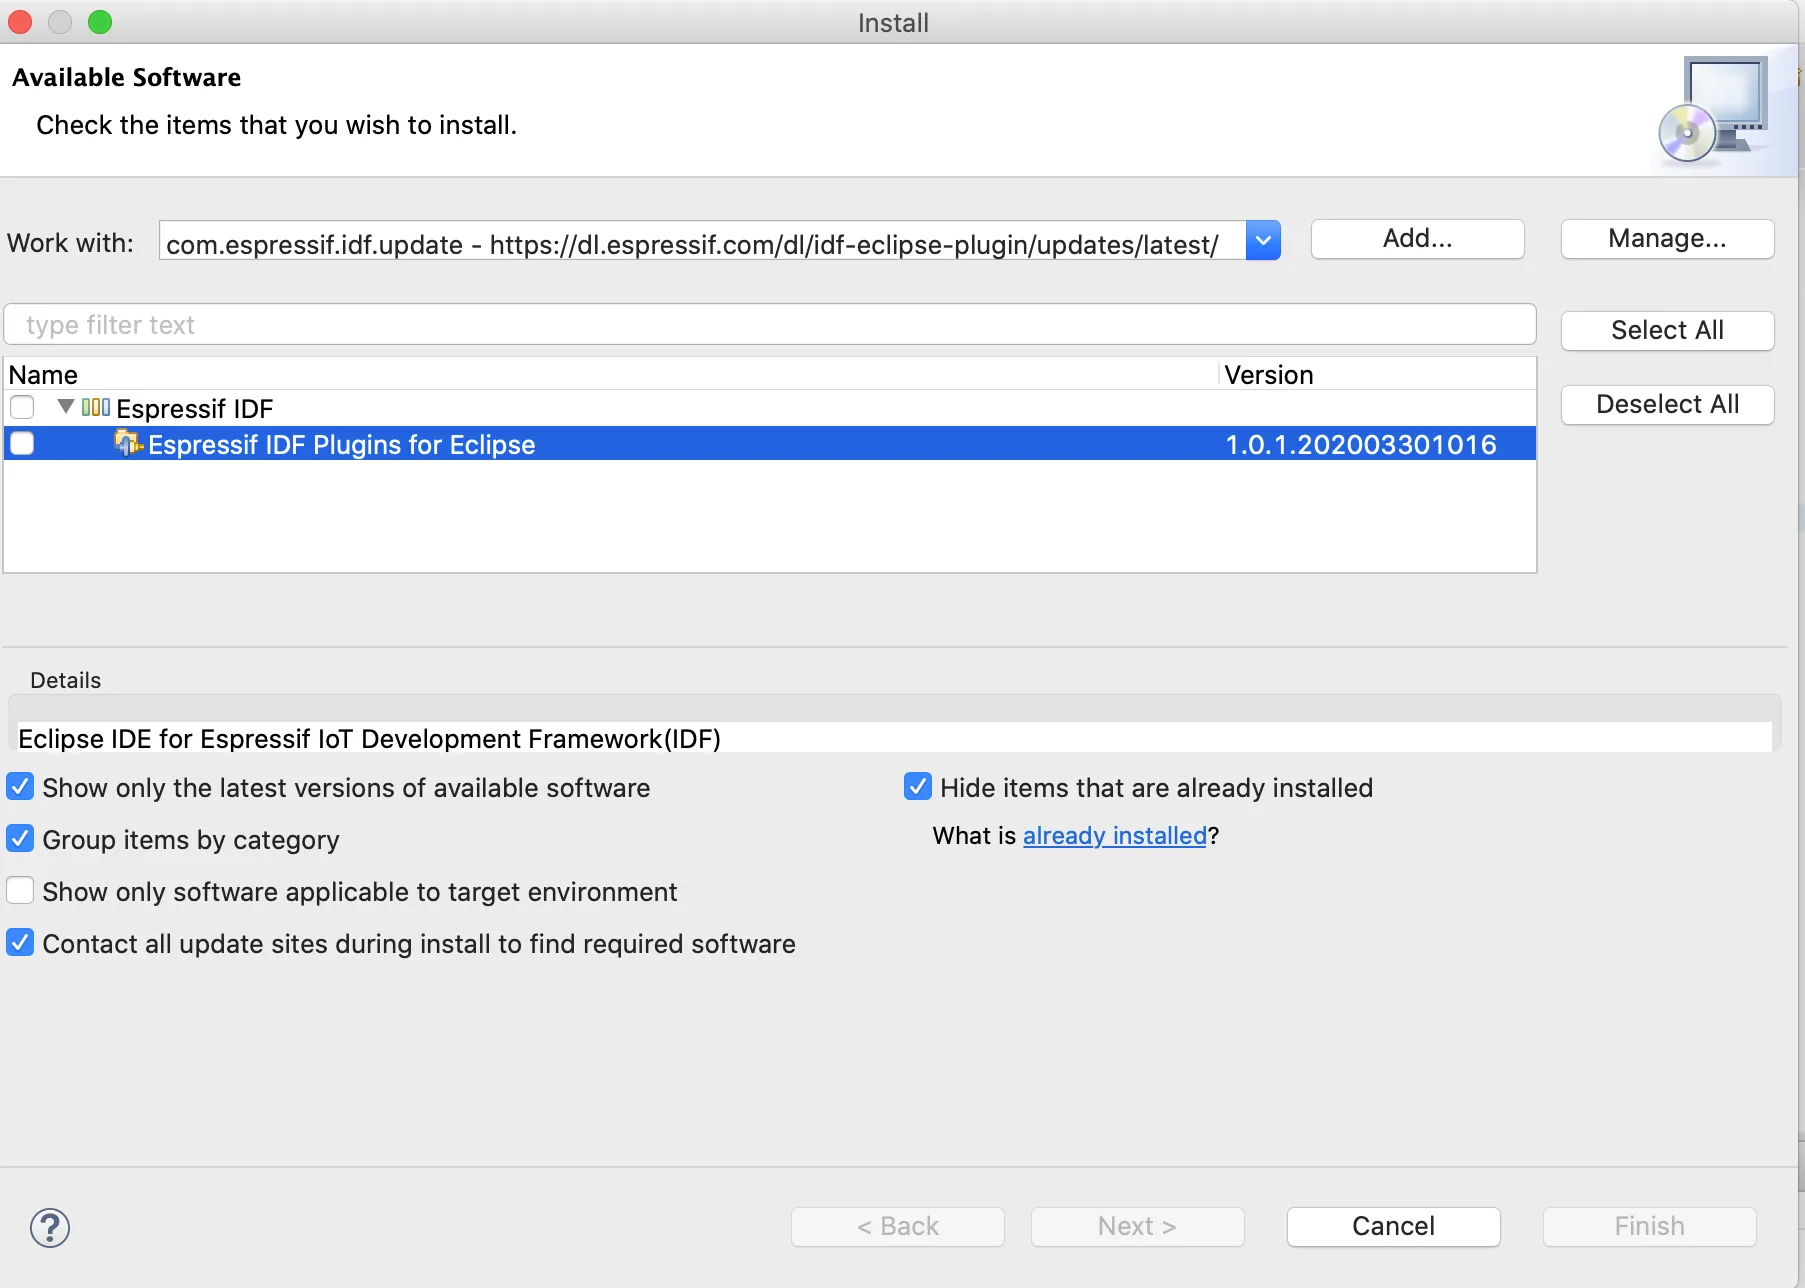 Install
Available Software
Check the items that you wish to install.
Work with: com.espressif.idf.update - https://dl.espressif.com/dl/idf-eclipse-plugin/updates/latest/ Add... Manage...
type filter text
Select All
Name Version
Espressif IDF
Deselect All
Espressif IDF Plugins for Eclipse 1.0.1.202003301016
Details
Eclipse IDE for Espressif IoT Development Framework(IDF)
Show only the latest versions of available software Hide items that are already installed
Group items by category What is already installed?
Show only software applicable to target environment
Contact all update sites during install to find required software
? < Back Next > Cancel Finish